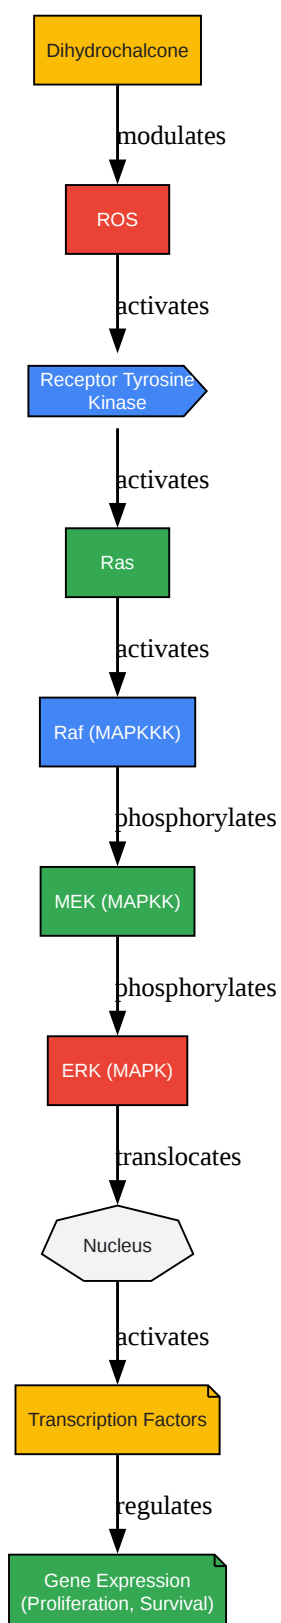 Dihydrochalcone
modulates
ROS
activates
Receptor Tyrosine
Kinase
activates
Ras
activates
Raf (MAPKKK)
phosphorylates
MEK (MAPKK)
phosphorylates
ERK (MAPK)
translocates
Nucleus
activates
Transcription Factors
regulates
Gene Expression
(Proliferation, Survival)